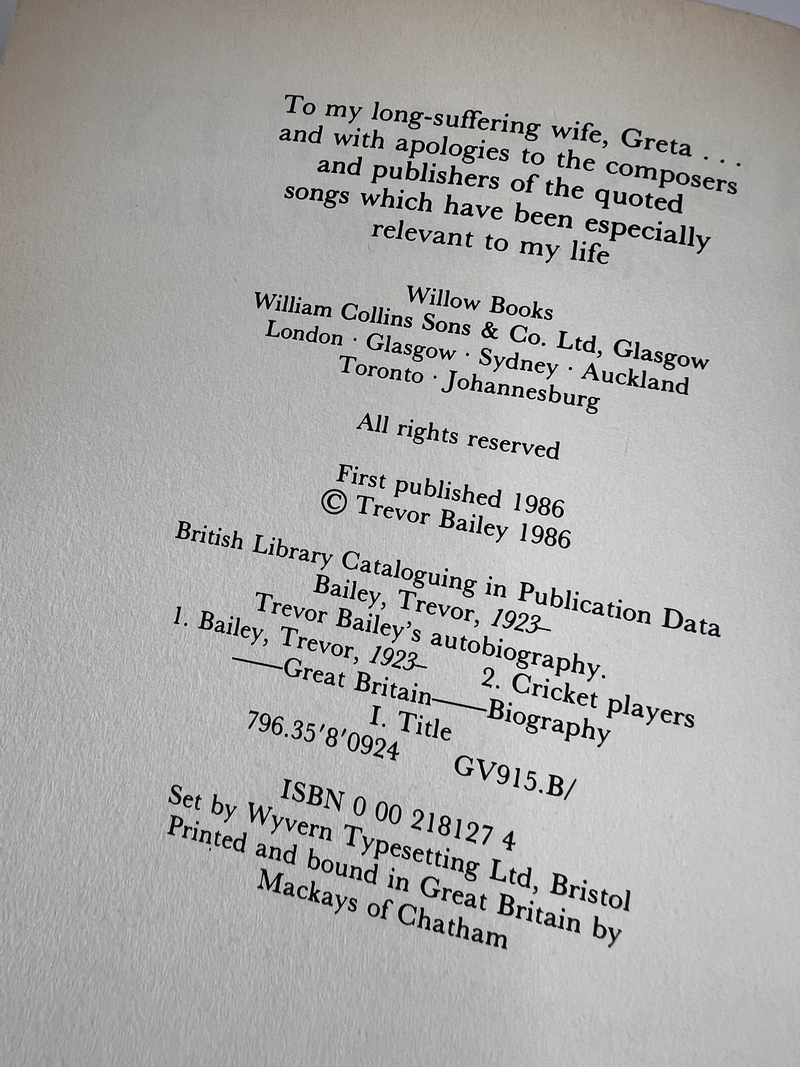 To my long-suffering wife, Greta . . .
and with apologies to the composers
and publishers of the quoted
songs which have been especially
relevant to my life
Willow Books
William Collins Sons & Co. Ltd, Glasgow
London · Glasgow · Sydney · Auckland
Toronto · Johannesburg
All rights reserved
First published 1986
© Trevor Bailey 1986
British Library Cataloguing in Publication Data
Bailey, Trevor, 1923–
Trevor Bailey's autobiography.
1. Bailey, Trevor, 1923– 2. Cricket players
——Great Britain——Biography
I. Title
796.35'8'0924 GV915.B/
ISBN 0 00 218127 4
Set by Wyvern Typesetting Ltd, Bristol
Printed and bound in Great Britain by
Mackays of Chatham